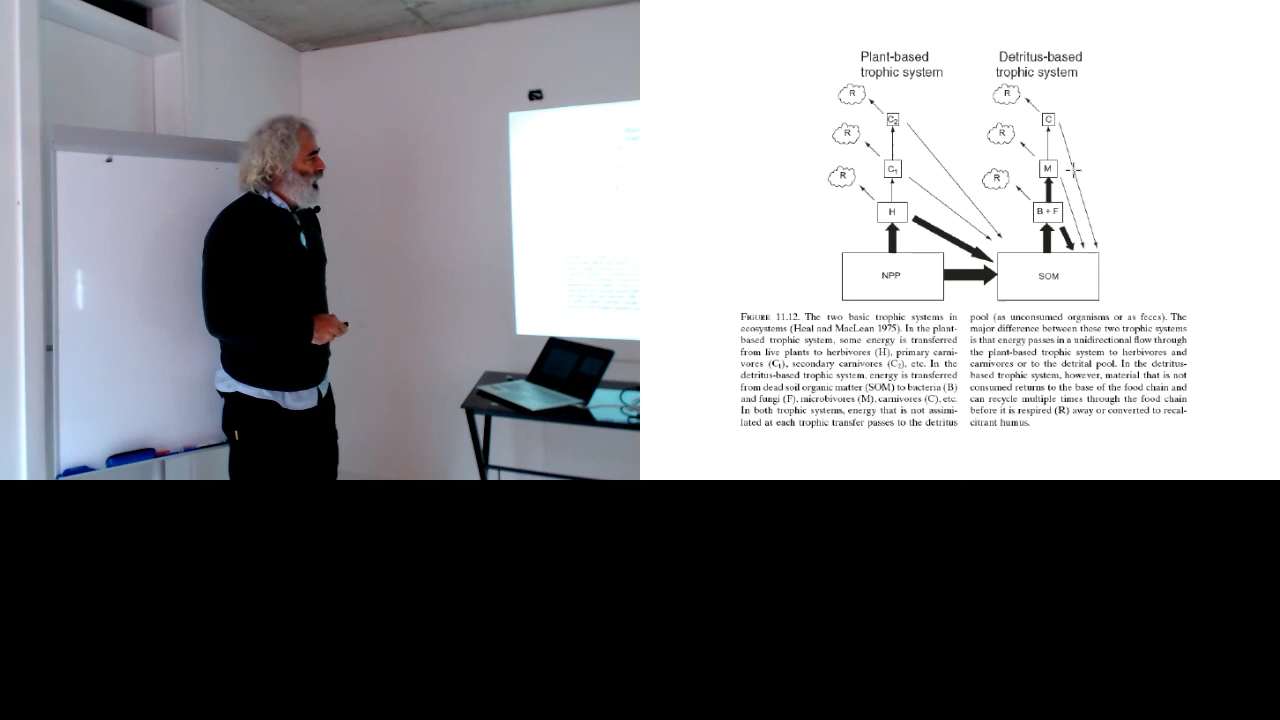 Plant-based
trophic system
Detritus-based
trophic system
R
C2
R
C1
R
H
NPP
R
C
R
M
R
B + F
SOM
FIGURE 11.12. The two basic trophic systems in
ecosystems (Heal and MacLean 1975). In the plant-
based trophic system, some energy is transferred
from live plants to herbivores (H), primary carni-
vores (C1), secondary carnivores (C2), etc. In the
detritus-based trophic system, energy is transferred
from dead soil organic matter (SOM) to bacteria (B)
and fungi (F), microbivores (M), carnivores (C), etc.
In both trophic systems, energy that is not assimi-
lated at each trophic transfer passes to the detritus
pool (as unconsumed organisms or as feces). The
major difference between these two trophic systems
is that energy passes in a unidirectional flow through
the plant-based trophic system to herbivores and
carnivores or to the detrital pool. In the detritus-
based trophic system, however, material that is not
consumed returns to the base of the food chain and
can recycle multiple times through the food chain
before it is respired (R) away or converted to recal-
citrant humus.